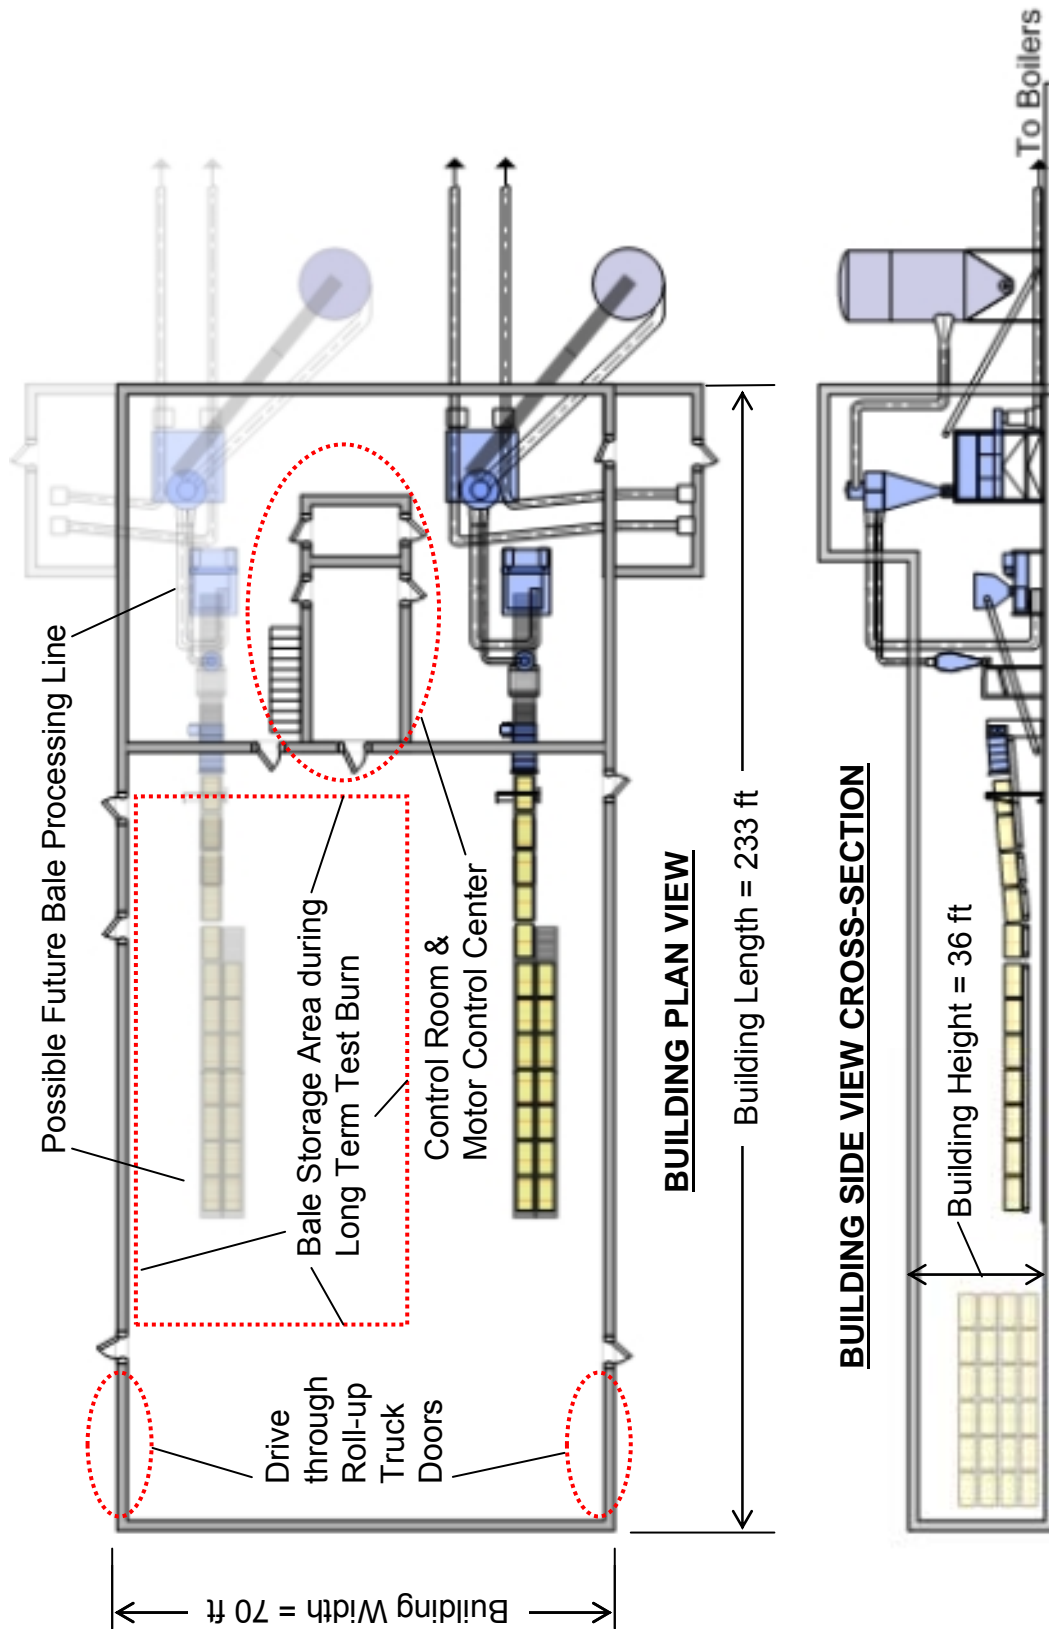 Possible Future Bale Processing Line
Bale Storage Area during
Long Term Test Burn
Control Room &
Motor Control Center
Drive
through
Roll-up
Truck
Doors
Building Width = 70 ft
BUILDING PLAN VIEW
Building Length = 233 ft
BUILDING SIDE VIEW CROSS-SECTION
Building Height = 36 ft
To Boilers